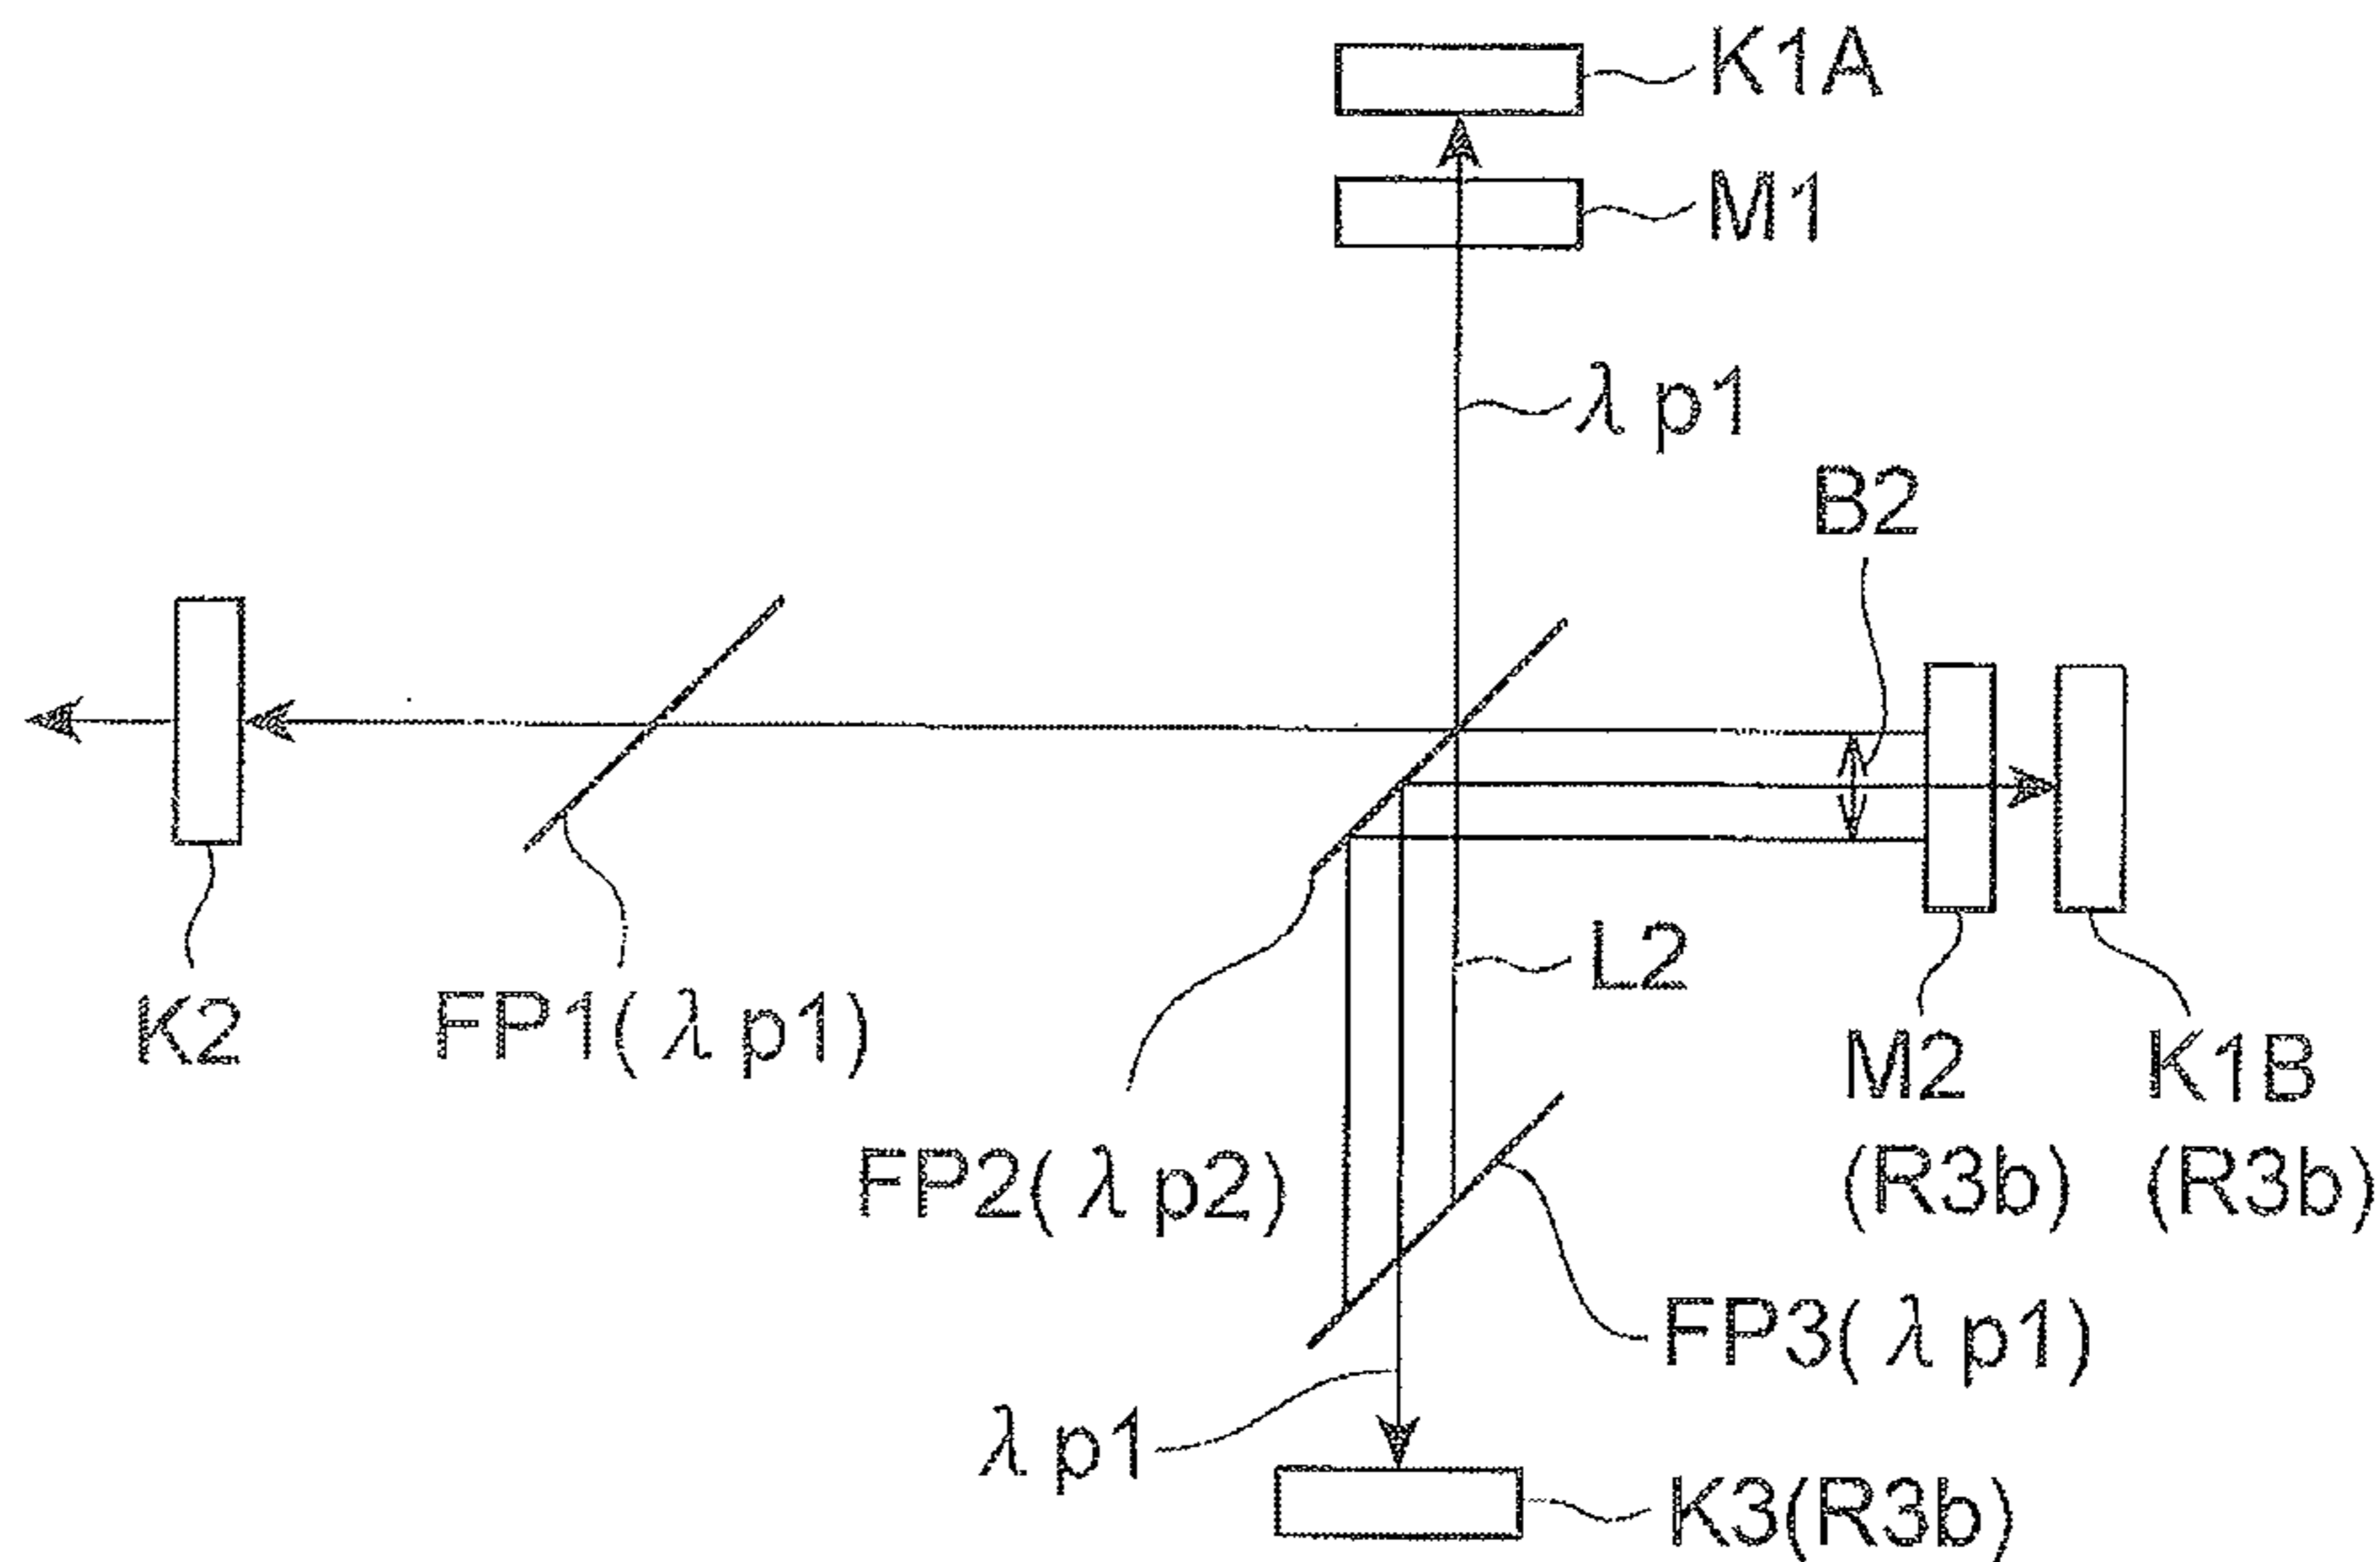 K1A
M1
λp1
B2
L2
K2
FP1(λp1)
FP2(λp2)
M2
(R3b)
K1B
(R3b)
FP3(λp1)
λp1
K3(R3b)